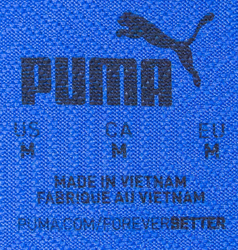 PUMA
US CA EU
M M M
MADE IN VIETNAM
FABRIQUE AU VIETNAM
PUMA.COM/FOREVERBETTER